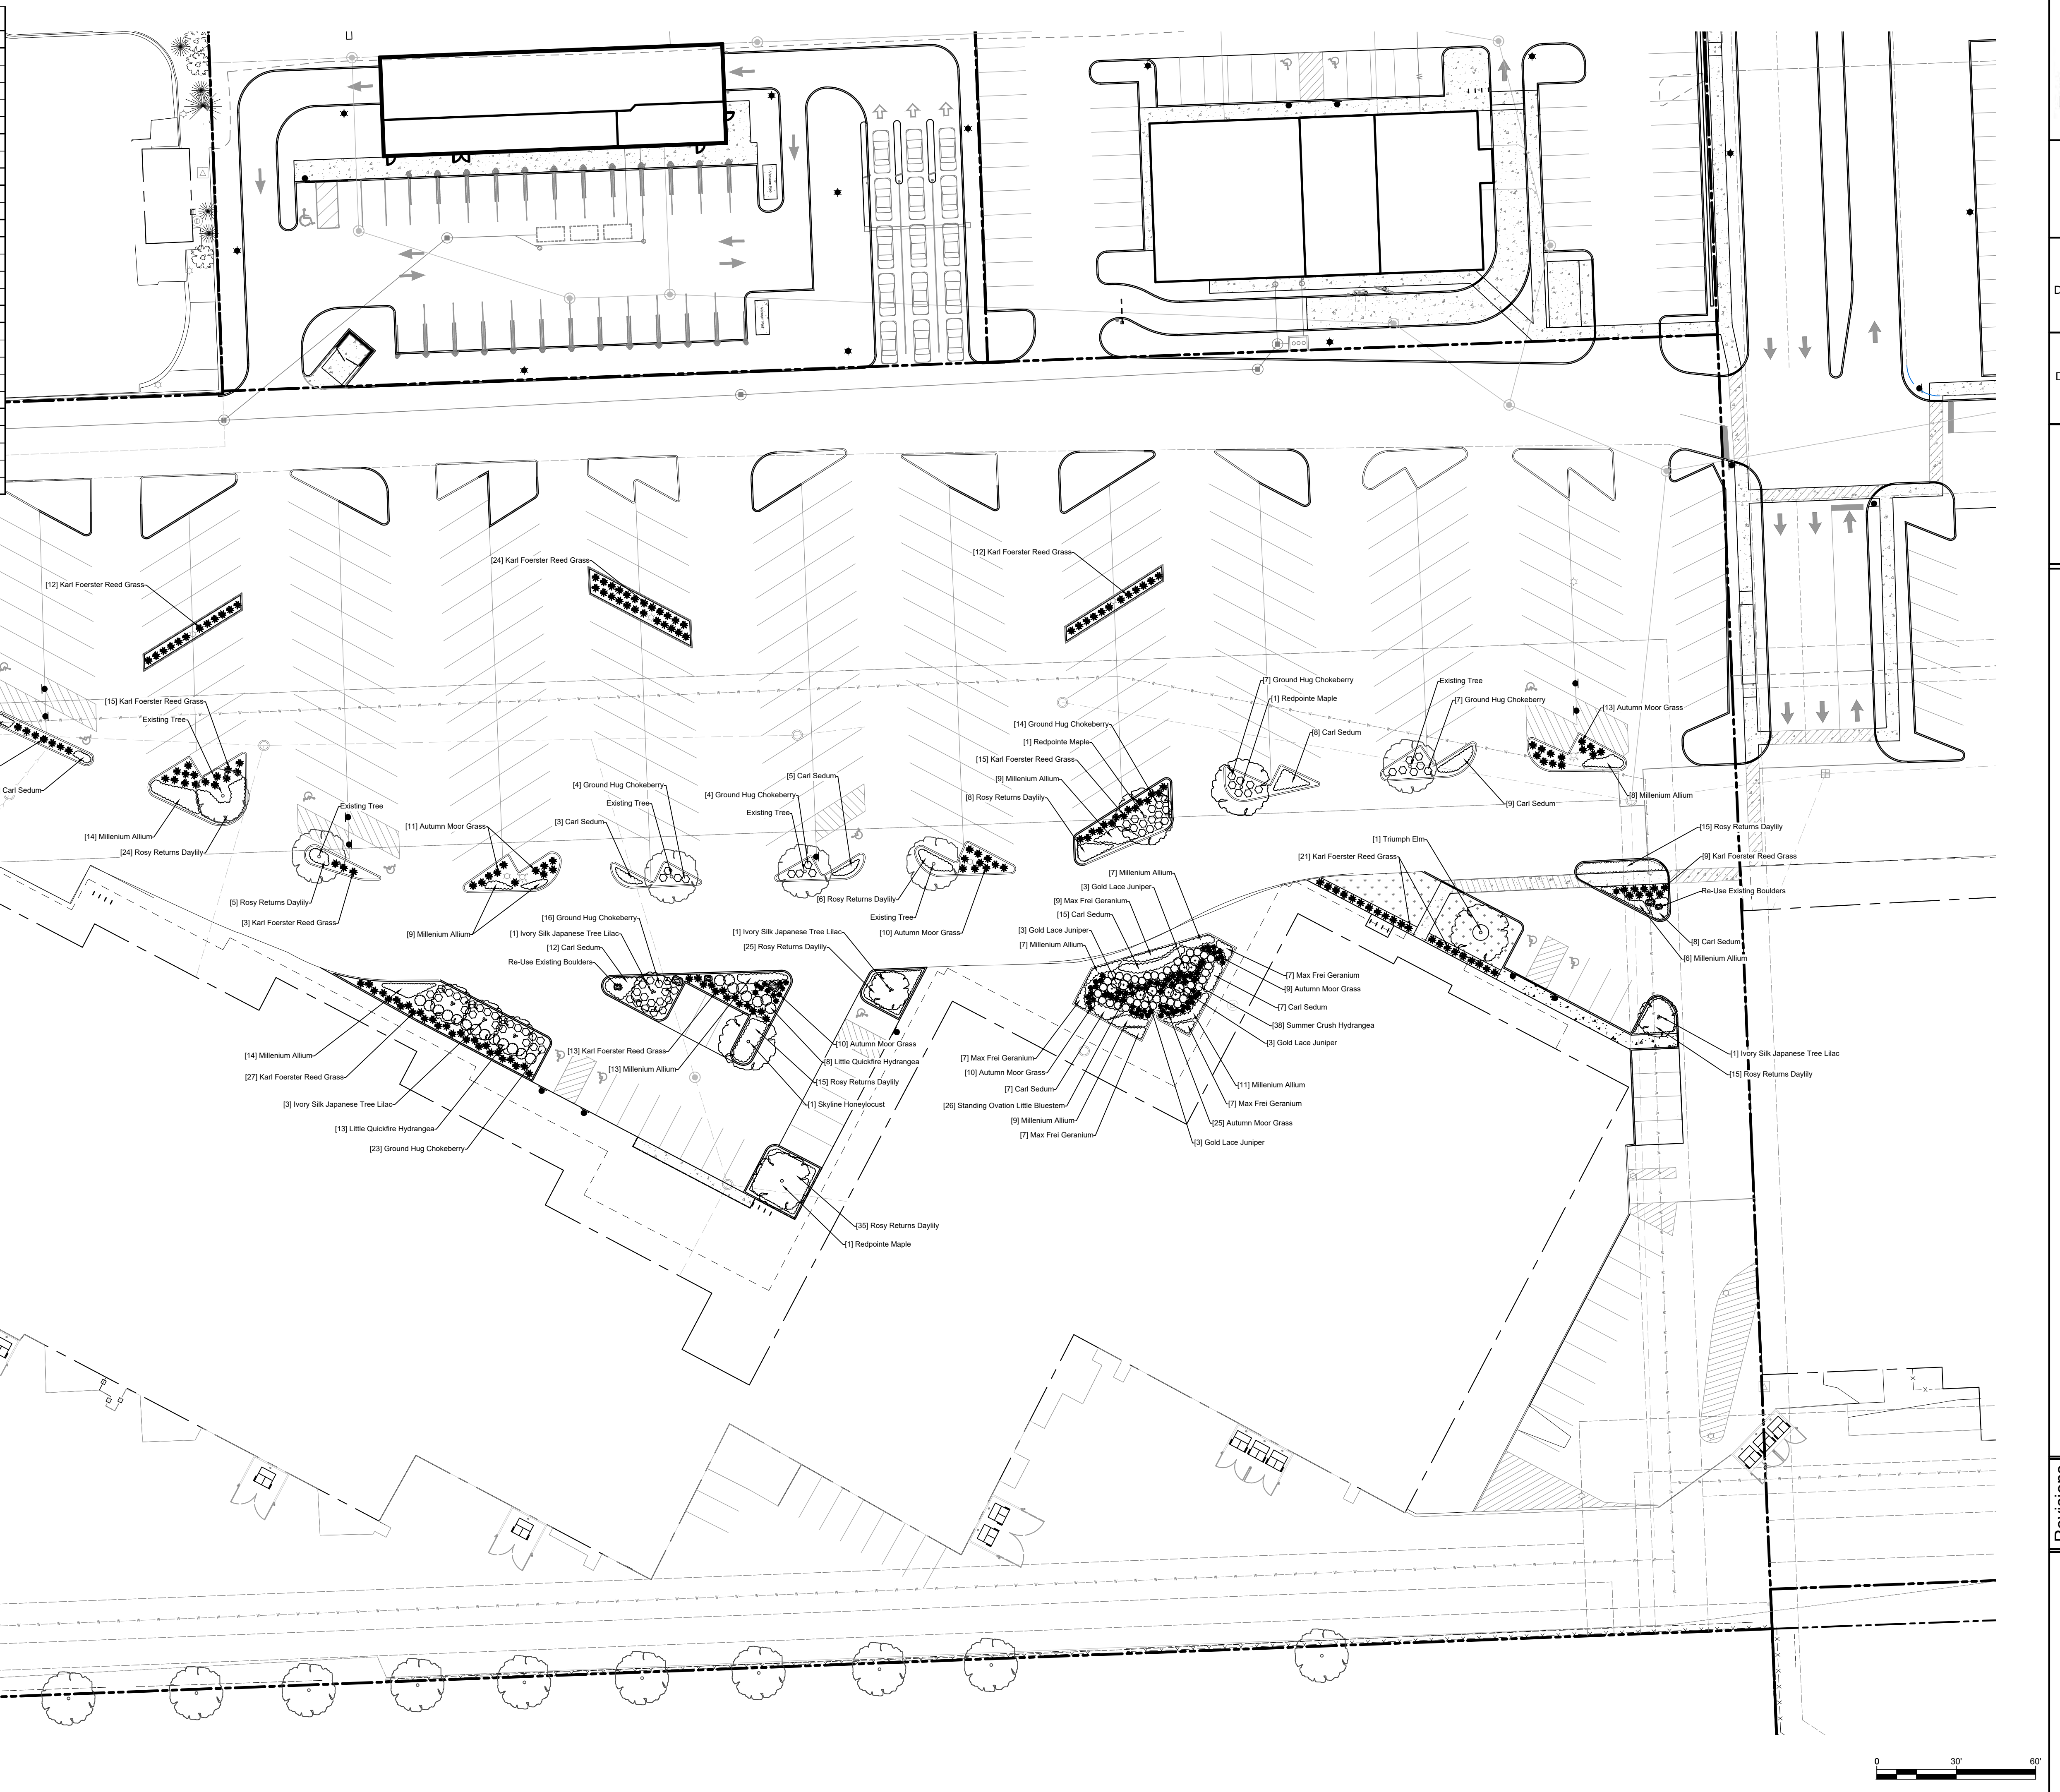 [24] Karl Foerster Reed Grass
[12] Karl Foerster Reed Grass
[12] Karl Foerster Reed Grass
[7] Ground Hug Chokeberry
Existing Tree
[1] Redpointe Maple
[7] Ground Hug Chokeberry
[15] Karl Foerster Reed Grass
[13] Autumn Moor Grass
Existing Tree
[14] Ground Hug Chokeberry
[8] Carl Sedum
[1] Redpointe Maple
[15] Karl Foerster Reed Grass
[5] Carl Sedum
[9] Millenium Allium
[4] Ground Hug Chokeberry
Carl Sedum
[4] Ground Hug Chokeberry
[8] Rosy Returns Daylily
[8] Millenium Allium
Existing Tree
Existing Tree
[9] Carl Sedum
Existing Tree
[3] Carl Sedum
[11] Autumn Moor Grass
[15] Rosy Returns Daylily
[14] Millenium Allium
[1] Triumph Elm
[24] Rosy Returns Daylily
[21] Karl Foerster Reed Grass
[9] Karl Foerster Reed Grass
[7] Millenium Allium
[3] Gold Lace Juniper
Re-Use Existing Boulders
[5] Rosy Returns Daylily
[6] Rosy Returns Daylily
[9] Max Frei Geranium
[3] Karl Foerster Reed Grass
[16] Ground Hug Chokeberry
Existing Tree
[15] Carl Sedum
[9] Millenium Allium
[1] Ivory Silk Japanese Tree Lilac
[1] Ivory Silk Japanese Tree Lilac
[10] Autumn Moor Grass
[3] Gold Lace Juniper
[8] Carl Sedum
[12] Carl Sedum
[25] Rosy Returns Daylily
[7] Millenium Allium
[6] Millenium Allium
Re-Use Existing Boulders
[7] Max Frei Geranium
[9] Autumn Moor Grass
[7] Carl Sedum
[38] Summer Crush Hydrangea
[3] Gold Lace Juniper
[10] Autumn Moor Grass
[13] Karl Foerster Reed Grass
[14] Millenium Allium
[7] Max Frei Geranium
[1] Ivory Silk Japanese Tree Lilac
[8] Little Quickfire Hydrangea
[13] Millenium Allium
[10] Autumn Moor Grass
[15] Rosy Returns Daylily
[27] Karl Foerster Reed Grass
[15] Rosy Returns Daylily
[7] Carl Sedum
[11] Millenium Allium
[3] Ivory Silk Japanese Tree Lilac
[1] Skyline Honeylocust
[26] Standing Ovation Little Bluestem
[7] Max Frei Geranium
[9] Millenium Allium
[25] Autumn Moor Grass
[13] Little Quickfire Hydrangea
[7] Max Frei Geranium
[3] Gold Lace Juniper
[23] Ground Hug Chokeberry
[35] Rosy Returns Daylily
[1] Redpointe Maple
D
D
Revisions
0 30' 60'